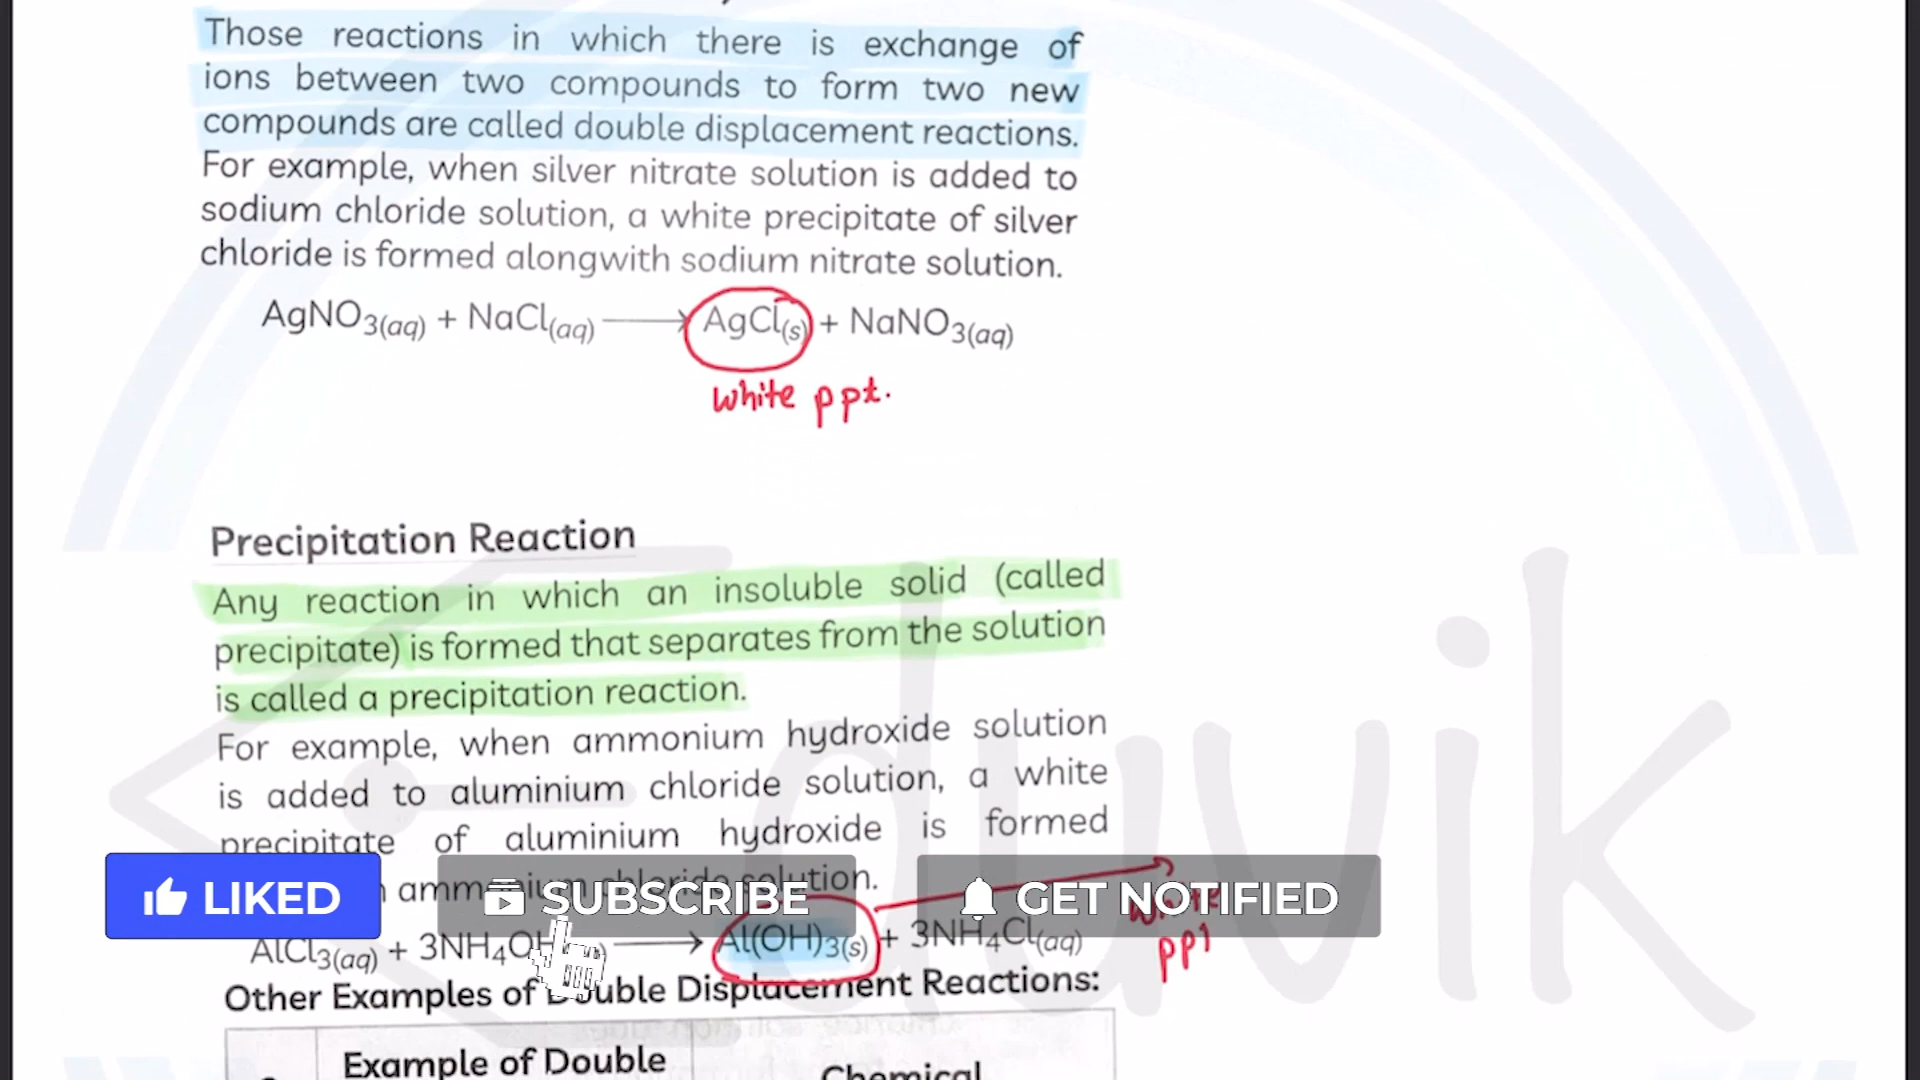 Those reactions in which there is exchange of
ions between two compounds to form two new
compounds are called double displacement reactions.
For example, when silver nitrate solution is added to
sodium chloride solution, a white precipitate of silver
chloride is formed alongwith sodium nitrate solution.
AgNO3(aq) + NaCl(aq) ⟶ AgCl(s) + NaNO3(aq)
white ppt.
Precipitation Reaction
Any reaction in which an insoluble solid (called
precipitate) is formed that separates from the solution
is called a precipitation reaction.
For example, when ammonium hydroxide solution
is added to aluminium chloride solution, a white
precipitate of aluminium hydroxide is formed
ammonium chloride solution.
LIKED SUBSCRIBE GET NOTIFIED
white
ppt
AlCl3(aq) + 3NH4OH ⟶ Al(OH)3(s) + 3NH4Cl(aq)
Other Examples of Double Displacement Reactions:
Example of Double
Chemical
Eduvik